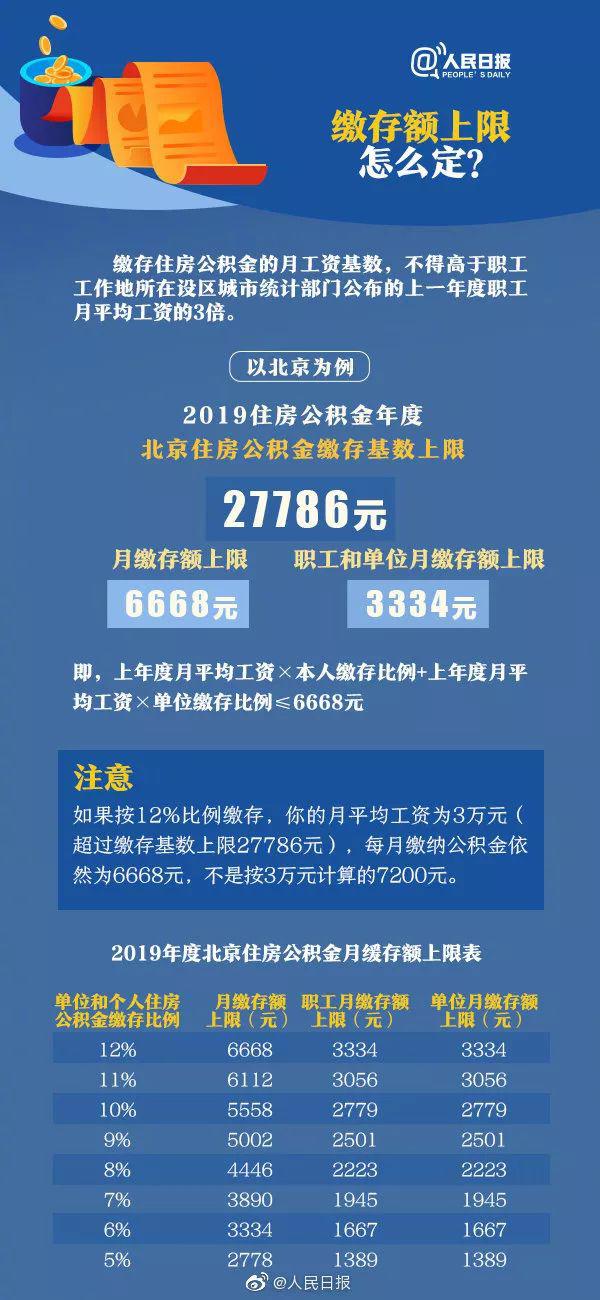 @人民日报
PEOPLE'S DAILY
缴存额上限
怎么定?
缴存住房公积金的月工资基数，不得高于职工
工作地所在设区城市统计部门公布的上一年度职工
月平均工资的3倍。
以北京为例
2019住房公积金年度
北京住房公积金缴存基数上限
27786元
月缴存额上限 职工和单位月缴存额上限
6668元 3334元
即，上年度月平均工资×本人缴存比例+上年度月平
均工资×单位缴存比例≤6668元
注意
如果按12%比例缴存，你的月平均工资为3万元（
超过缴存基数上限27786元），每月缴纳公积金依
然为6668元，不是按3万元计算的7200元。
2019年度北京住房公积金月缓存额上限表
单位和个人住房 月缴存额 职工月缴存额 单位月缴存额
公积金缴存比例 上限（元） 上限（元） 上限（元）
12% 6668 3334 3334
11% 6112 3056 3056
10% 5558 2779 2779
9% 5002 2501 2501
8% 4446 2223 2223
7% 3890 1945 1945
6% 3334 1667 1667
5% 2778 1389 1389
@人民日报